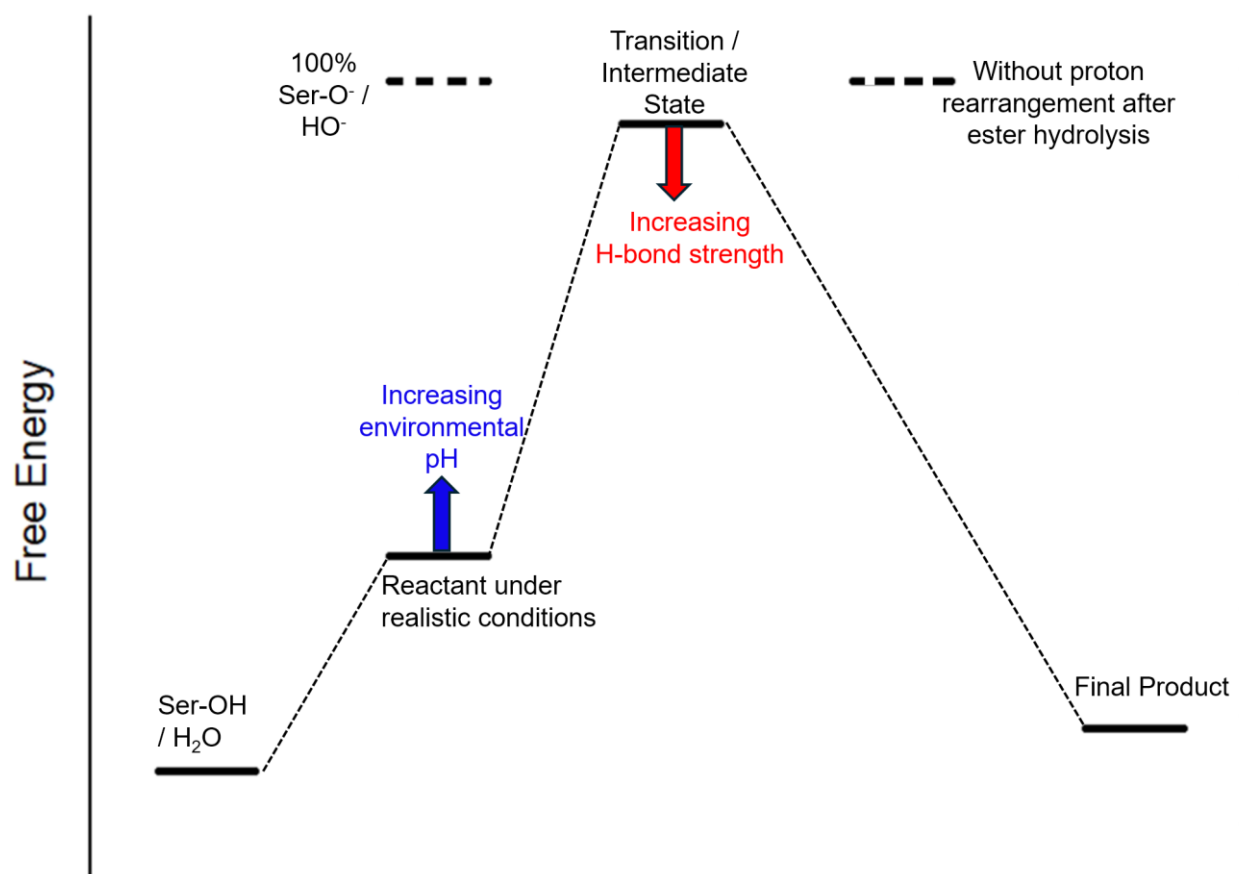 Free Energy
100%
Ser-O⁻ /
HO⁻
Transition /
Intermediate
State
Without proton
rearrangement after
ester hydrolysis
Increasing
H-bond strength
Increasing
environmental
pH
Reactant under
realistic conditions
Ser-OH
/ H₂O
Final Product